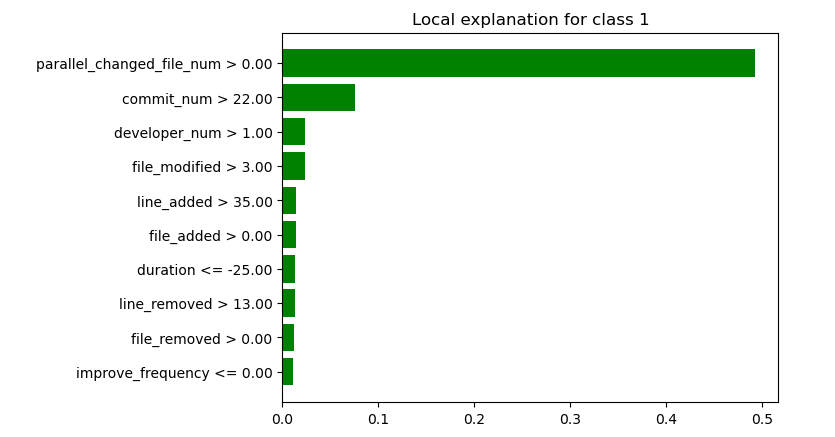 Local explanation for class 1
parallel_changed_file_num > 0.00
commit_num > 22.00
developer_num > 1.00
file_modified > 3.00
line_added > 35.00
file_added > 0.00
duration <= -25.00
line_removed > 13.00
file_removed > 0.00
improve_frequency <= 0.00
0.0 0.1 0.2 0.3 0.4 0.5